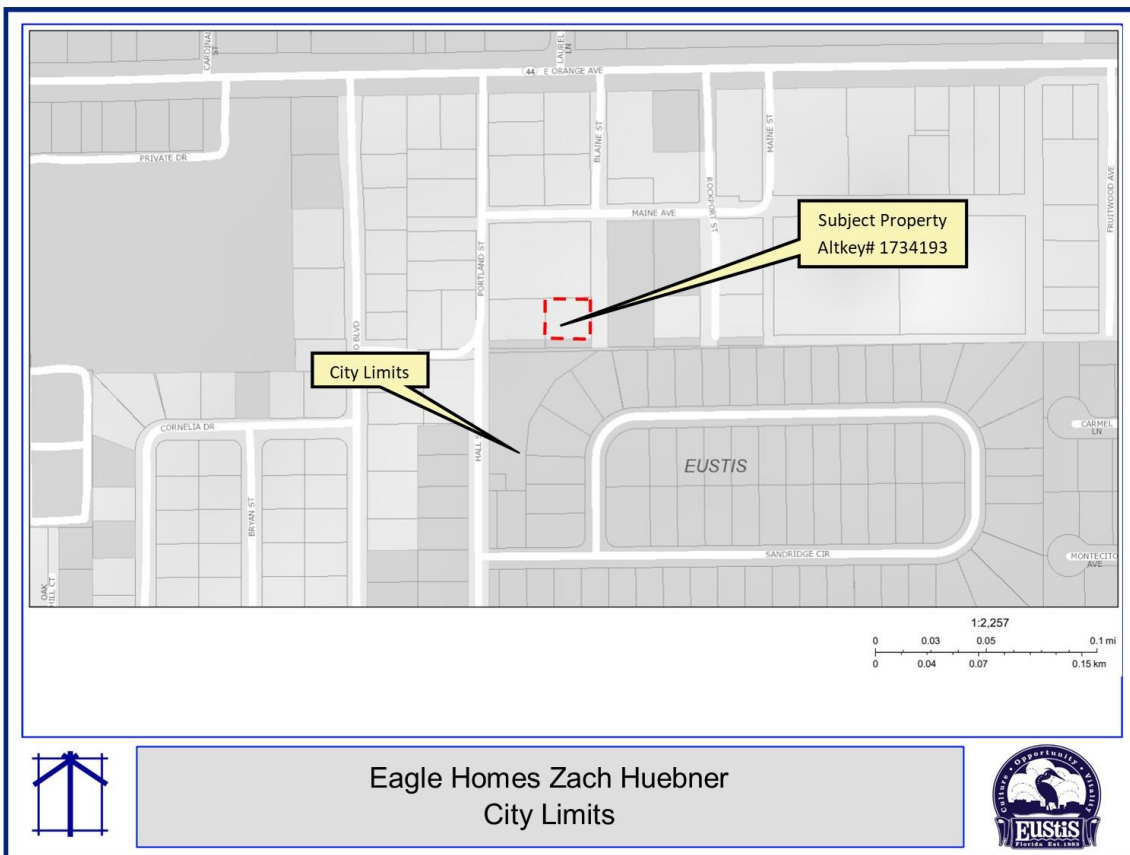 CARDINAL
ST
LAUREL
LN
44 E ORANGE AVE
PRIVATE DR
BLAINE ST
MAINE ST
ROCKPORT ST
FRUITWOOD AVE
MAINE AVE
PORTLAND ST
Subject Property
Altkey# 1734193
BLVD
City Limits
CORNELIA DR
HALL
BRYAN ST
EUSTIS
CARMEL
LN
SANDRIDGE CIR
MONTECITO
AVE
OAK
HILL CT
1:2,257
0 0.03 0.05 0.1 mi
0 0.04 0.07 0.15 km
Eagle Homes Zach Huebner
City Limits
Culture • Opportunity • Vitality
EUSTIS
Florida Est. 1883